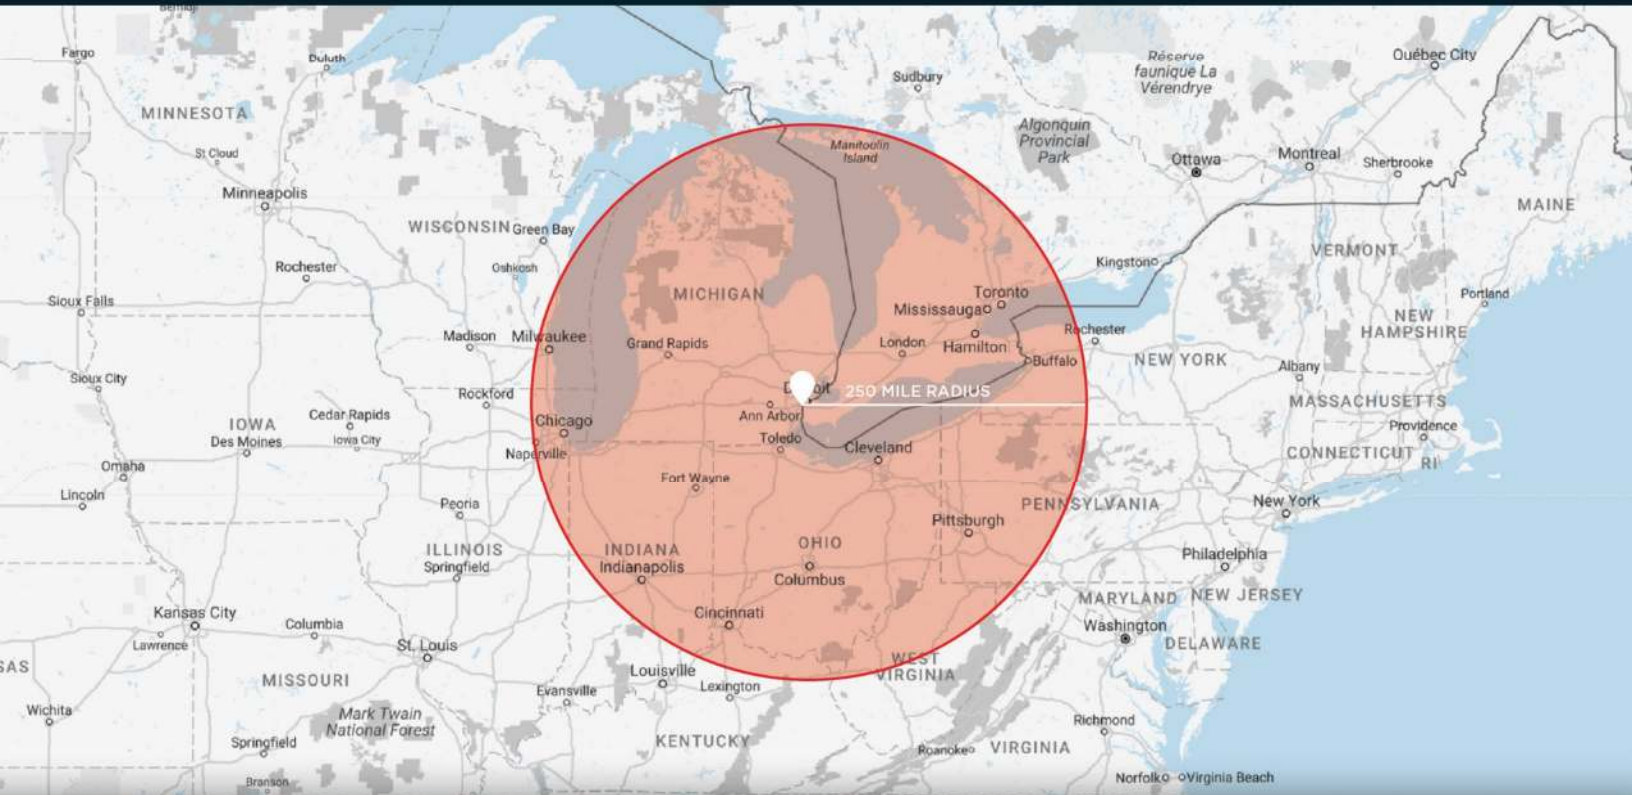 Bemidji
Fargo
Duluth
Sudbury
Réserve
faunique La
Vérendrye
Québec City
MINNESOTA
St Cloud
Manitoulin
Island
Algonquin
Provincial
Park
Ottawa
Montreal
Sherbrooke
Minneapolis
MAINE
WISCONSIN
Green Bay
VERMONT
Rochester
Oshkosh
Kingston
Sioux Falls
MICHIGAN
Toronto
Mississauga
Portland
NEW
HAMPSHIRE
Madison
Milwaukee
Grand Rapids
London
Hamilton
Rochester
Buffalo
NEW YORK
Albany
Sioux City
Rockford
Detroit
250 MILE RADIUS
MASSACHUSETTS
IOWA
Cedar Rapids
Chicago
Ann Arbor
Providence
Des Moines
Iowa City
Naperville
Toledo
Cleveland
CONNECTICUT
RI
Omaha
Fort Wayne
Lincoln
Peoria
Pittsburgh
PENNSYLVANIA
New York
ILLINOIS
Springfield
INDIANA
Indianapolis
OHIO
Columbus
Philadelphia
Kansas City
Lawrence
Columbia
Cincinnati
MARYLAND
NEW JERSEY
Washington
DELAWARE
St. Louis
SAS
MISSOURI
Louisville
WEST
VIRGINIA
Evansville
Lexington
Wichita
Mark Twain
National Forest
Springfield
KENTUCKY
Roanoke
VIRGINIA
Richmond
Branson
Norfolk
Virginia Beach